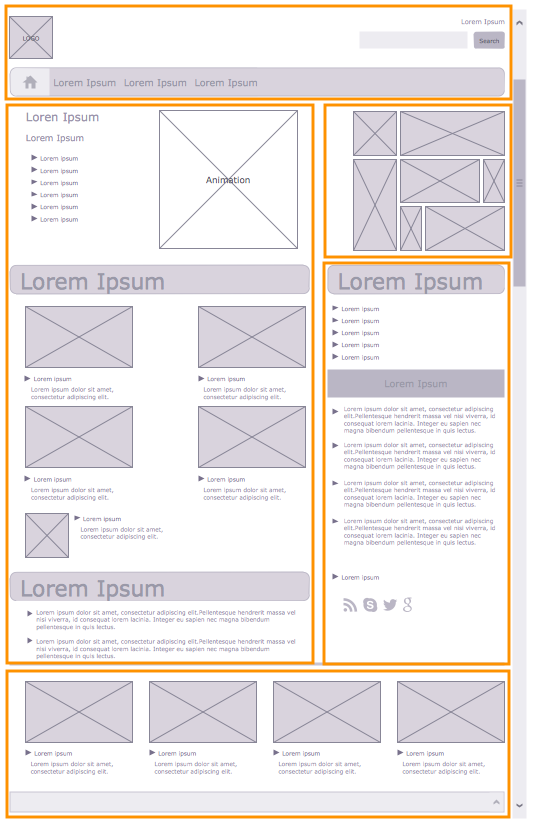 Lorem Ipsum
LOGO
Search
Lorem Ipsum Lorem Ipsum Lorem Ipsum
Loren Ipsum
Lorem Ipsum
Lorem ipsum
Lorem ipsum
Lorem ipsum
Lorem ipsum
Lorem ipsum
Lorem ipsum
Animation
Lorem Ipsum
Lorem ipsum
Lorem ipsum dolor sit amet,
consectetur adipiscing elit.
Lorem ipsum
Lorem ipsum dolor sit amet,
consectetur adipiscing elit.
Lorem ipsum
Lorem ipsum dolor sit amet,
consectetur adipiscing elit.
Lorem ipsum
Lorem ipsum dolor sit amet,
consectetur adipiscing elit.
Lorem ipsum
Lorem ipsum dolor sit amet,
consectetur adipiscing elit.
Lorem Ipsum
Lorem ipsum dolor sit amet, consectetur adipiscing elit.Pellentesque hendrerit massa vel
nisi viverra, id consequat lorem lacinia. Integer eu sapien nec magna bibendum
pellentesque in quis lectus.
Lorem ipsum dolor sit amet, consectetur adipiscing elit.Pellentesque hendrerit massa vel
nisi viverra, id consequat lorem lacinia. Integer eu sapien nec magna bibendum
pellentesque in quis lectus.
Lorem Ipsum
Lorem ipsum
Lorem ipsum
Lorem ipsum
Lorem ipsum
Lorem ipsum
Lorem Ipsum
Lorem ipsum dolor sit amet, consectetur adipiscing
elit.Pellentesque hendrerit massa vel nisi viverra, id
consequat lorem lacinia. Integer eu sapien nec
magna bibendum pellentesque in quis lectus.
Lorem ipsum dolor sit amet, consectetur adipiscing
elit.Pellentesque hendrerit massa vel nisi viverra, id
consequat lorem lacinia. Integer eu sapien nec
magna bibendum pellentesque in quis lectus.
Lorem ipsum dolor sit amet, consectetur adipiscing
elit.Pellentesque hendrerit massa vel nisi viverra, id
consequat lorem lacinia. Integer eu sapien nec
magna bibendum pellentesque in quis lectus.
Lorem ipsum dolor sit amet, consectetur adipiscing
elit.Pellentesque hendrerit massa vel nisi viverra, id
consequat lorem lacinia. Integer eu sapien nec
magna bibendum pellentesque in quis lectus.
Lorem ipsum
Lorem ipsum
Lorem ipsum dolor sit amet,
consectetur adipiscing elit.
Lorem ipsum
Lorem ipsum dolor sit amet,
consectetur adipiscing elit.
Lorem ipsum
Lorem ipsum dolor sit amet,
consectetur adipiscing elit.
Lorem ipsum
Lorem ipsum dolor sit amet,
consectetur adipiscing elit.